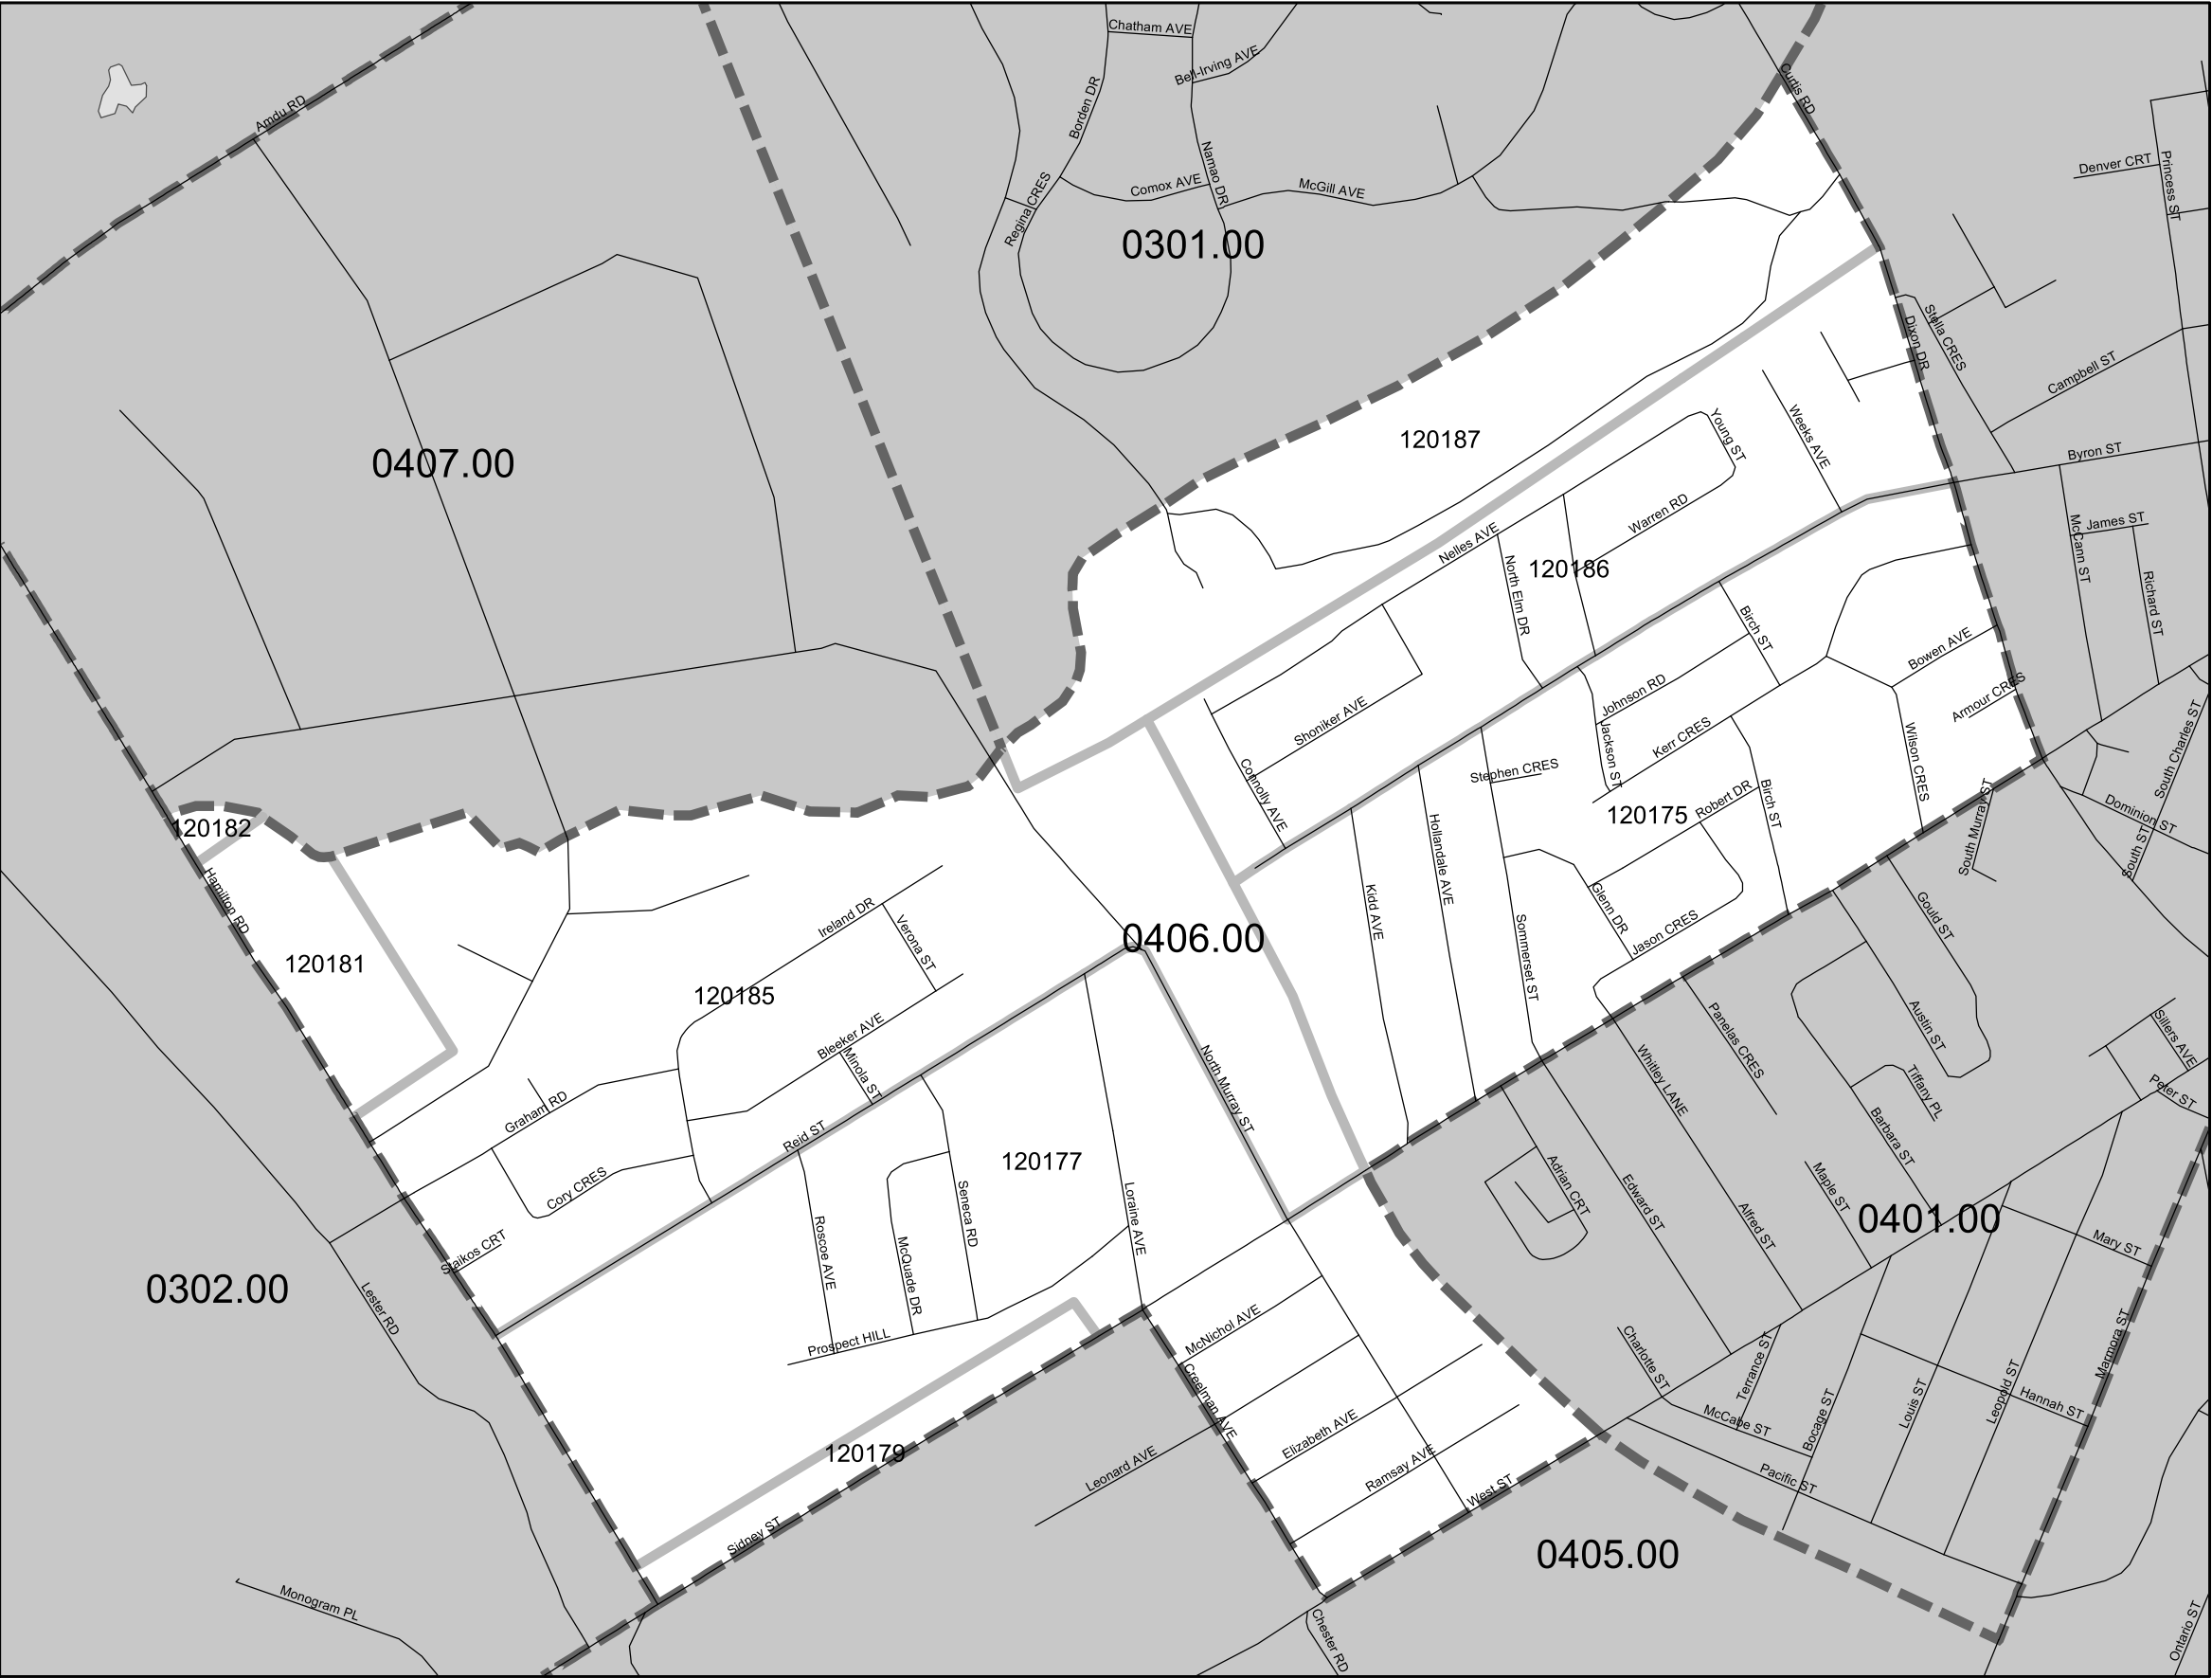 Chatham AVE
Bell-Irving AVE
Curtis RD
Amdu RD
Borden DR
Namao DR
Denver CRT
Princess ST
Regina CRES
Comox AVE
McGill AVE
0301.00
Stella CRES
Dixon DR
Campbell ST
0407.00
120187
Young ST
Weeks AVE
Byron ST
Warren RD
Nelles AVE
North Elm DR
120186
McCann ST
James ST
Richard ST
Birch ST
Bowen AVE
Johnson RD
Armour CRES
Shoniker AVE
Jackson ST
Kerr CRES
Wilson CRES
South Charles ST
Connolly AVE
Stephen CRES
Robert DR
Birch ST
120175
South Murray ST
Dominion ST
South ST
120182
Hamilton RD
Hollandale AVE
Kidd AVE
Glenn DR
Jason CRES
Sommerset ST
Gould ST
Ireland DR
Verona ST
0406.00
120181
120185
Panelas CRES
Austin ST
Sillers AVE
Bleeker AVE
Minola ST
North Murray ST
Whitley LANE
Tiffany PL
Peter ST
Graham RD
Reid ST
Barbara ST
120177
Cory CRES
Adrian CRT
Edward ST
Alfred ST
Maple ST
0401.00
Seneca RD
Loraine AVE
Roscoe AVE
McQuade DR
Mary ST
Staikos CRT
0302.00
Lester RD
Prospect HILL
McNichol AVE
Creelman AVE
Charlotte ST
Terrance ST
Marmora ST
Leopold ST
Louis ST
Hannah ST
McCabe ST
Bocage ST
120179
Elizabeth AVE
Leonard AVE
Ramsay AVE
West ST
Pacific ST
Sidney ST
0405.00
Monogram PL
Chester RD
Ontario ST